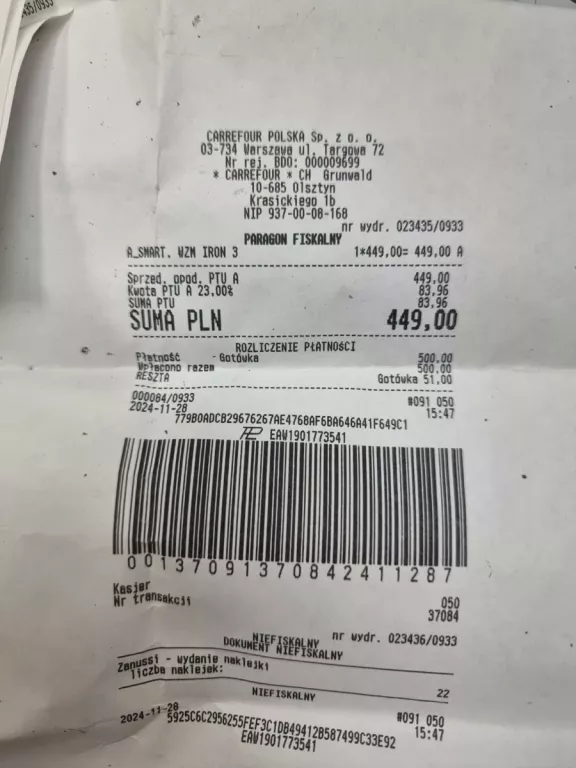 435/0933
CARREFOUR POLSKA Sp. z o. o.
03-734 Warszawa ul. Targowa 72
Nr rej. BDO: 000009699
* CARREFOUR * CH Grunwald
10-685 Olsztyn
Krasickiego 1b
NIP 937-00-08-168
nr wydr. 023435/0933
PARAGON FISKALNY
A_SMART. WZM IRON 3 1*449,00= 449,00 A
Sprzed. opod. PTU A 449,00
Kwota PTU A 23,00% 83,96
SUMA PTU 83,96
SUMA PLN 449,00
ROZLICZENIE PŁATNOŚCI
Płatność - Gotówka 500,00
Wpłacono razem 500,00
RESZTA Gotówka 51,00
000084/0933 #091 050
2024-11-28 15:47
779B0ADCB29676267AE4768AF6BA646A41F649C1
EAW1901773541
00137091370842411287
Kasjer 050
Nr transakcji 37084
NIEFISKALNY nr wydr. 023436/0933
DOKUMENT NIEFISKALNY
Zanussi - wydanie naklejki
liczba naklejek: 22
NIEFISKALNY
#091 050
2024-11-28 15:47
5925C6C2956255FEF3C1DB49412B587499C33E92
EAW1901773541